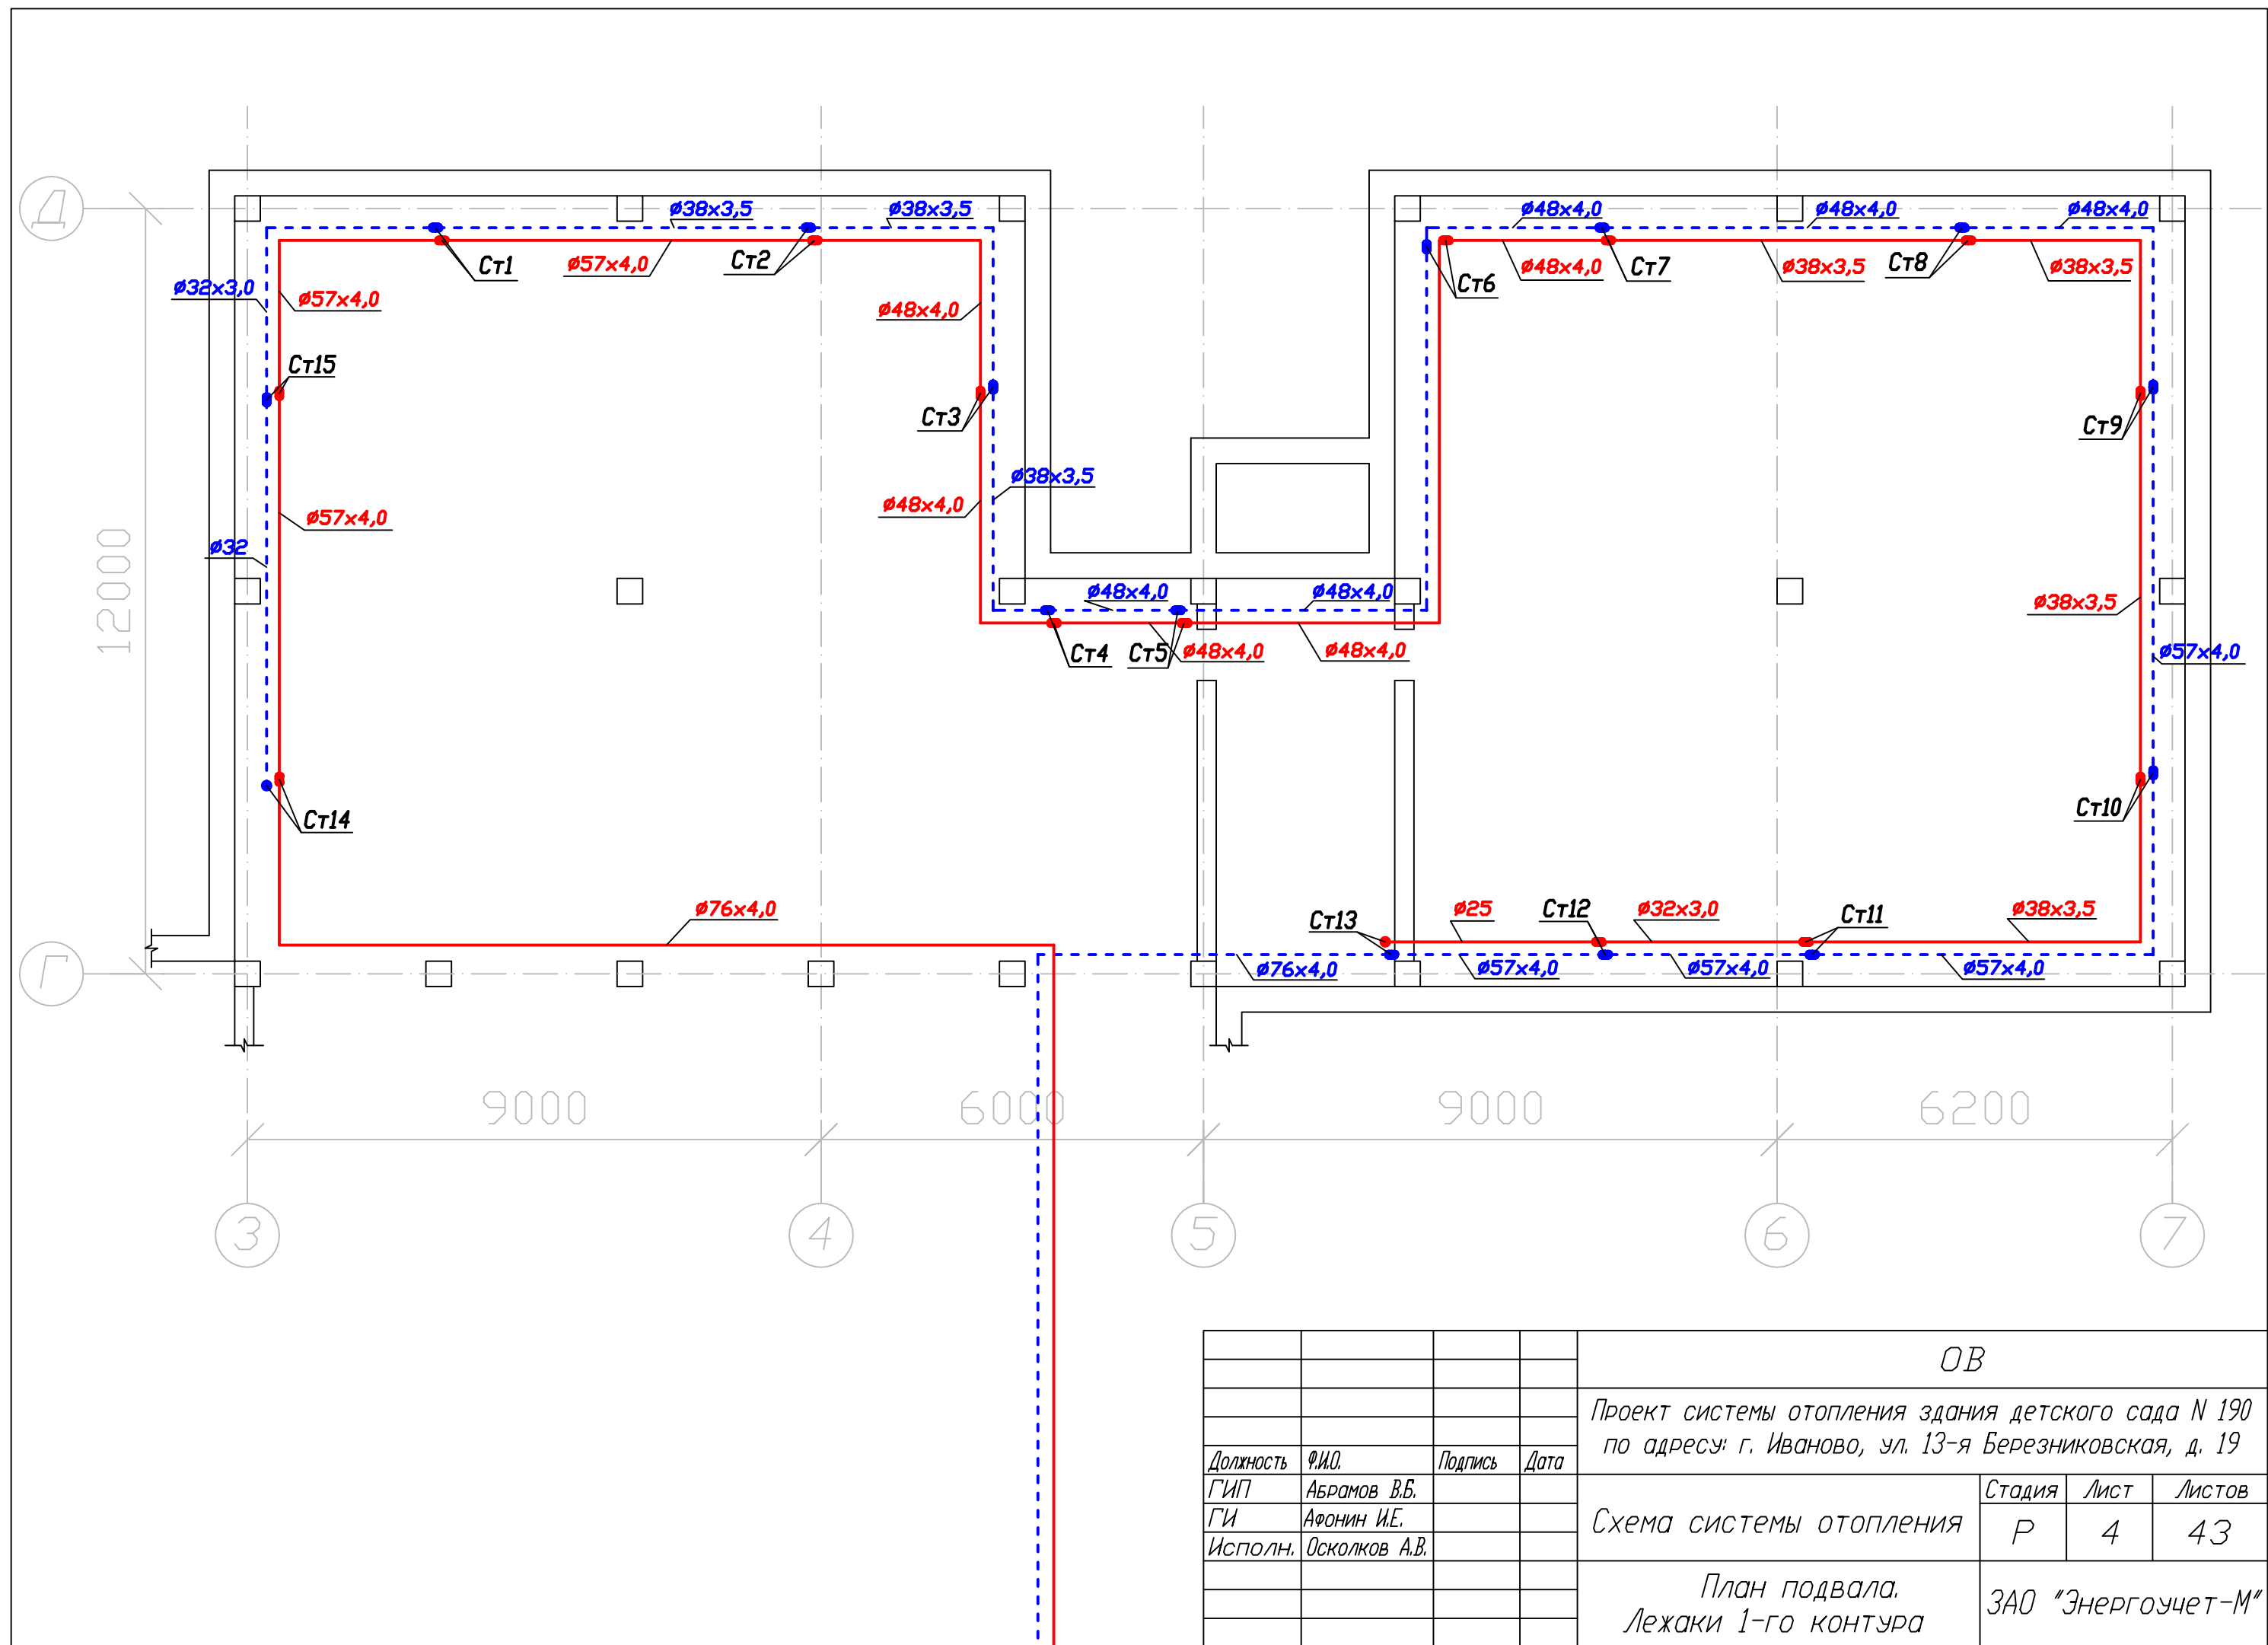 Д
ø38x3,5
ø38x3,5
ø48x4,0
ø48x4,0
ø48x4,0
Ст1
ø57x4,0
Ст2
Ст6
ø48x4,0
Ст7
ø38x3,5
Ст8
ø38x3,5
ø32x3,0
ø57x4,0
ø48x4,0
Ст15
Ст3
Ст9
ø38x3,5
ø57x4,0
ø48x4,0
ø32
12000
ø48x4,0
ø48x4,0
ø38x3,5
Ст4
Ст5
ø48x4,0
ø48x4,0
ø57x4,0
Ст14
Ст10
ø76x4,0
Ст13
ø25
Ст12
ø32x3,0
Ст11
ø38x3,5
Г
ø76x4,0
ø57x4,0
ø57x4,0
ø57x4,0
9000
6000
9000
6200
3
4
5
6
7
ОВ
Проект системы отопления здания детского сада N 190
по адресу: г. Иваново, ул. 13-я Березниковская, д. 19
Должность Ф.И.О. Подпись Дата
ГИП Абрамов В.Б.
ГИ Афонин И.Е.
Исполн. Осколков А.В.
Схема системы отопления
Стадия Лист Листов
Р 4 43
План подвала.
Лежаки 1-го контура
ЗАО "Энергоучет-М"